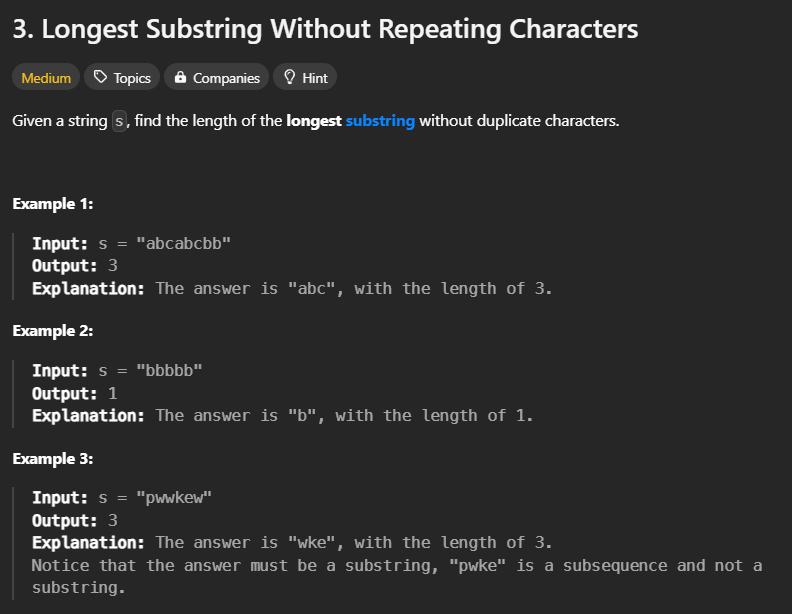 3. Longest Substring Without Repeating Characters
Medium Topics Companies Hint
Given a string s, find the length of the longest substring without duplicate characters.
Example 1:
Input: s = "abcabcbb"
Output: 3
Explanation: The answer is "abc", with the length of 3.
Example 2:
Input: s = "bbbbb"
Output: 1
Explanation: The answer is "b", with the length of 1.
Example 3:
Input: s = "pwwkew"
Output: 3
Explanation: The answer is "wke", with the length of 3.
Notice that the answer must be a substring, "pwke" is a subsequence and not a
substring.